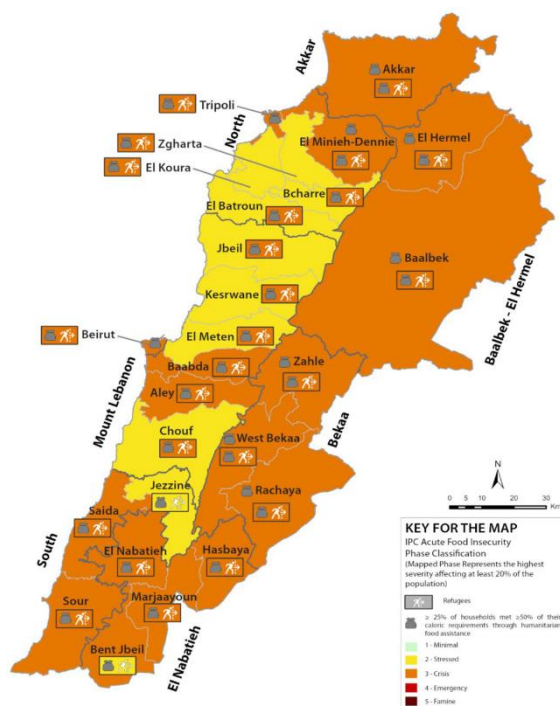 Akkar
Akkar
Tripoli
North
El Minieh-Dennie
El Hermel
Zgharta
El Koura
Bcharre
El Batroun
Jbeil
Baalbek
Kesrwane
Baalbek - El Hermel
Beirut
El Meten
Mount Lebanon
Baabda
Zahle
Aley
Chouf
West Bekaa
Bekaa
Jezzine
Rachaya
Saida
South
El Nabatieh
Hasbaya
Marjaayoun
Sour
Bent Jbeil
El Nabatieh
N
0 5 10 20 30
Km
KEY FOR THE MAP
IPC Acute Food Insecurity
Phase Classification
(Mapped Phase Represents the highest
severity affecting at least 20% of the
population)
Refugees
≥ 25% of households met ≥50% of their
caloric requirements through humanitarian
food assistance
1 - Minimal
2 - Stressed
3 - Crisis
4 - Emergency
5 - Famine